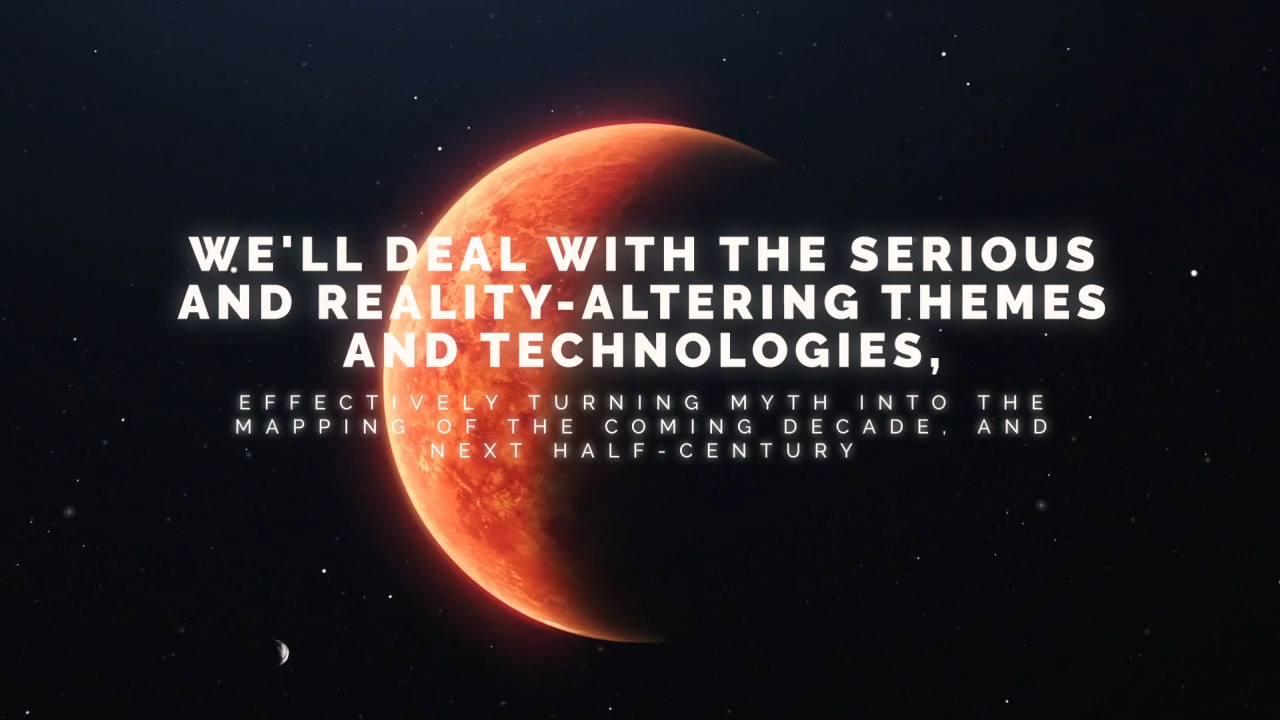 WE'LL DEAL WITH THE SERIOUS
AND REALITY-ALTERING THEMES
AND TECHNOLOGIES,
EFFECTIVELY TURNING MYTH INTO THE
MAPPING OF THE COMING DECADE, AND
NEXT HALF-CENTURY